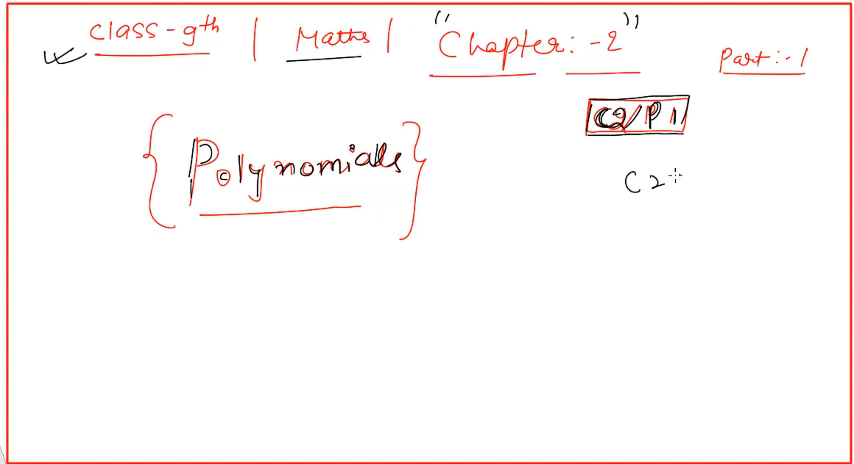 class-9th | Maths | "Chapter:-2"
Part:-1
C2/P1
{Polynomials}
C2